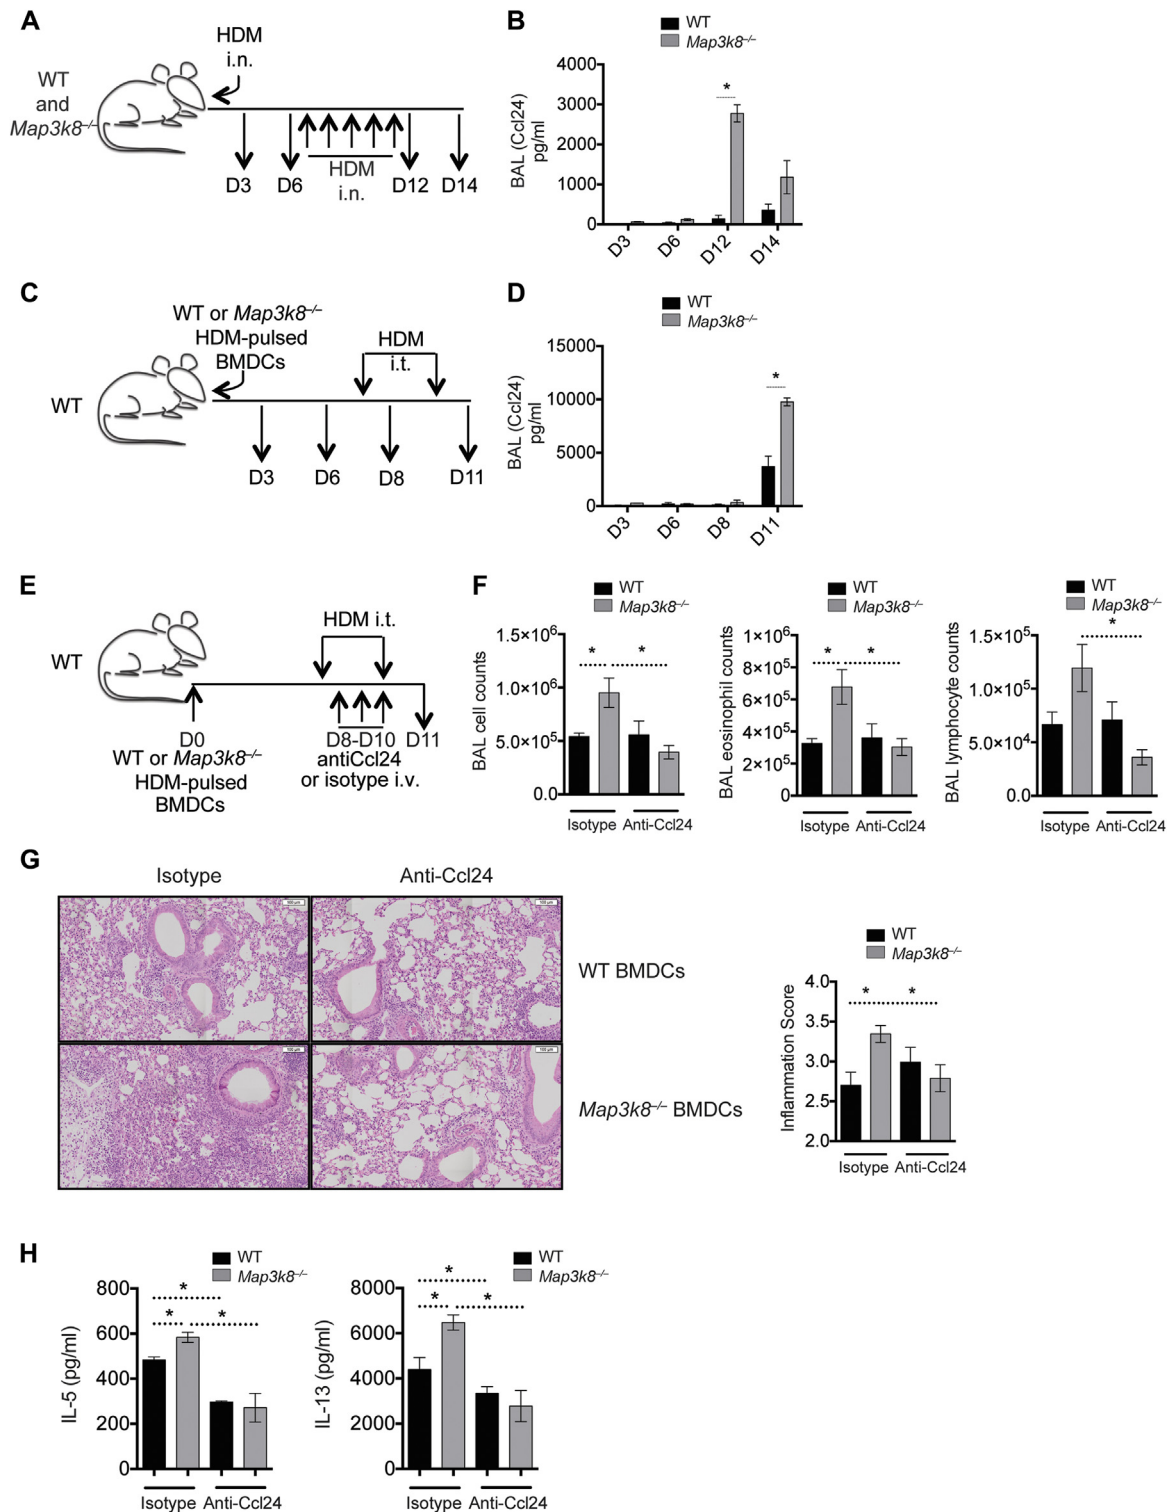 A
HDM
i.n.
WT
and
Map3k8–/–
D3
D6
HDM
i.n.
D12
D14
B
WT
Map3k8–/–
BAL (Ccl24)
pg/ml
4000
3000
2000
1000
0
*
D3
D6
D12
D14
C
WT or Map3k8–/–
HDM-pulsed
BMDCs
HDM
i.t.
WT
D3
D6
D8
D11
D
WT
Map3k8–/–
BAL (Ccl24)
pg/ml
15000
10000
5000
0
*
D3
D6
D8
D11
E
HDM i.t.
WT
D0
WT or Map3k8–/–
HDM-pulsed
BMDCs
D8-D10
antiCcl24
or isotype i.v.
D11
F
WT
Map3k8–/–
BAL cell counts
1.5×10⁶
1.0×10⁶
5.0×10⁵
0.0
* *
Isotype Anti-Ccl24
WT
Map3k8–/–
BAL eosinophil counts
1×10⁶
8×10⁵
6×10⁵
4×10⁵
2×10⁵
0
* *
Isotype Anti-Ccl24
WT
Map3k8–/–
BAL lymphocyte counts
1.5×10⁵
1.0×10⁵
5.0×10⁴
0.0
*
Isotype Anti-Ccl24
G
Isotype
Anti-Ccl24
100 µm
100 µm
100 µm
100 µm
WT BMDCs
Map3k8–/– BMDCs
WT
Map3k8–/–
Inflammation Score
4.0
3.5
3.0
2.5
2.0
* *
Isotype Anti-Ccl24
H
WT
Map3k8–/–
IL-5 (pg/ml)
800
600
400
200
0
*
* *
Isotype Anti-Ccl24
WT
Map3k8–/–
IL-13 (pg/ml)
8000
6000
4000
2000
0
*
* *
Isotype Anti-Ccl24